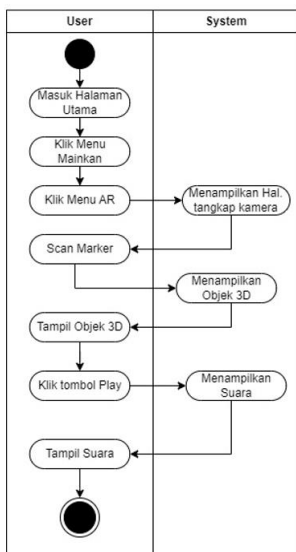 User
System
Masuk Halaman
Utama
Klik Menu
Mainkan
Klik Menu AR
Menampilkan Hal.
tangkap kamera
Scan Marker
Menampilkan
Objek 3D
Tampil Objek 3D
Klik tombol Play
Menampilkan
Suara
Tampil Suara